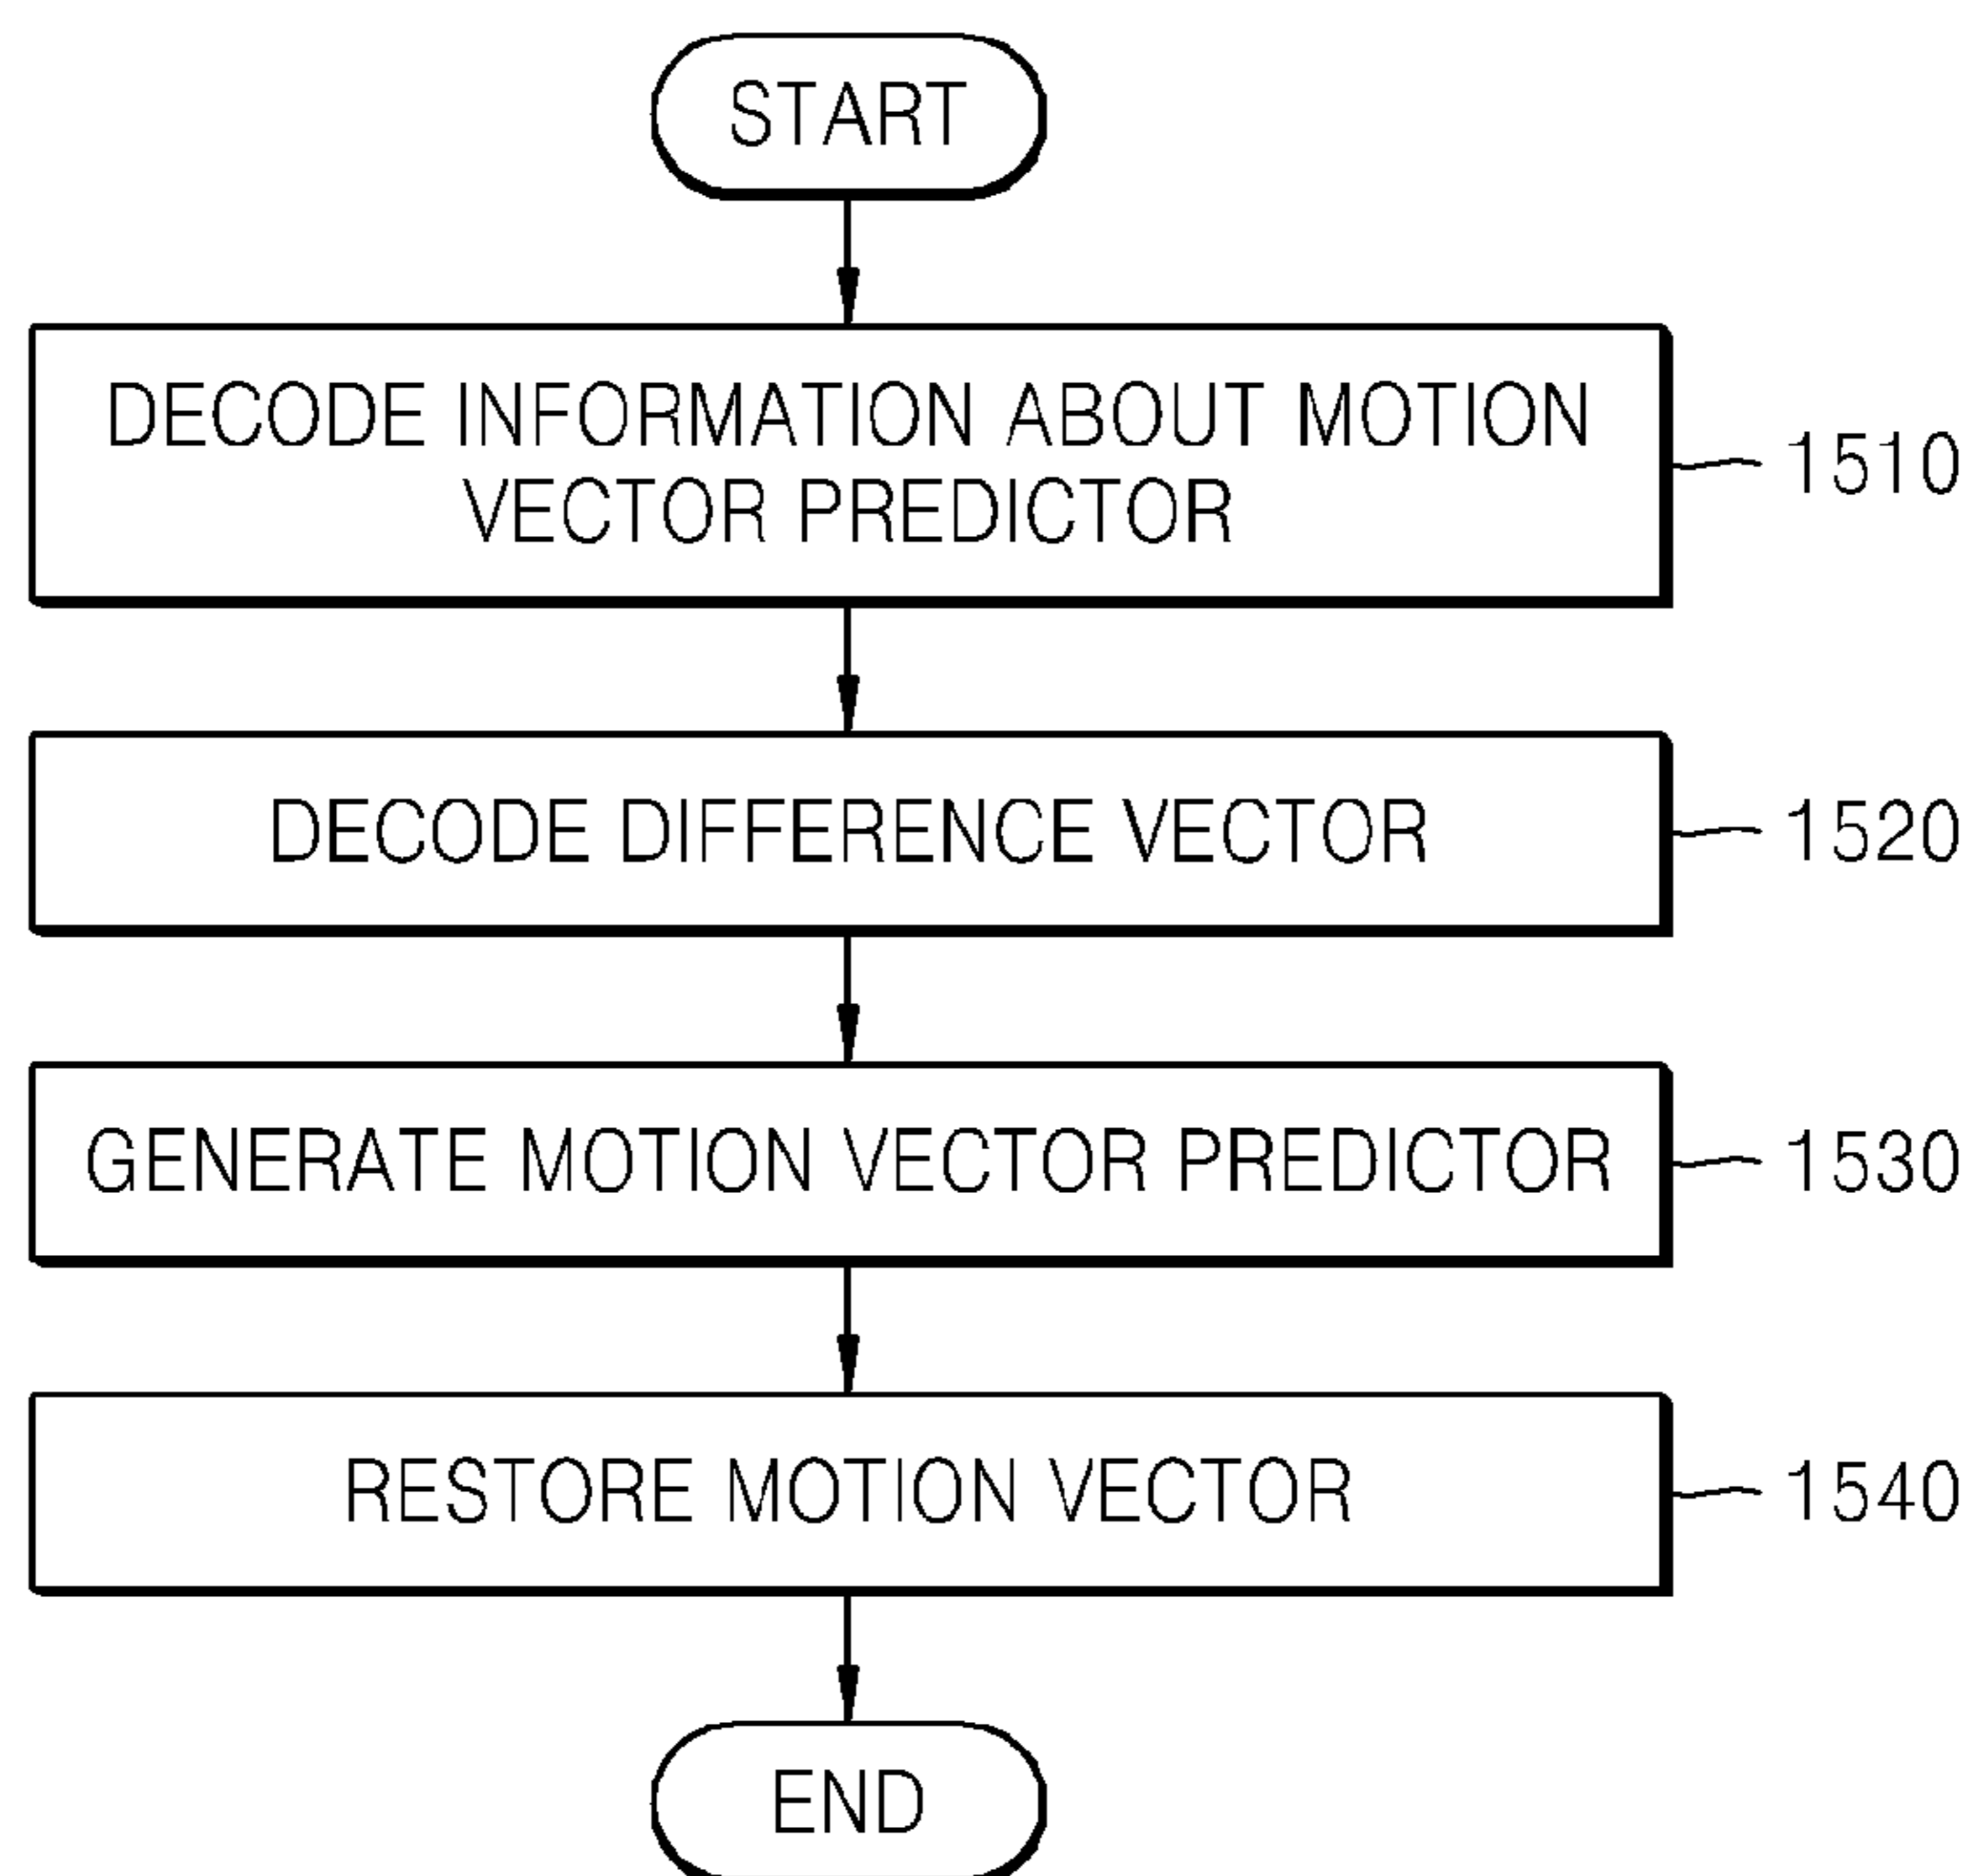 START
DECODE INFORMATION ABOUT MOTION
VECTOR PREDICTOR
1510
DECODE DIFFERENCE VECTOR
1520
GENERATE MOTION VECTOR PREDICTOR
1530
RESTORE MOTION VECTOR
1540
END